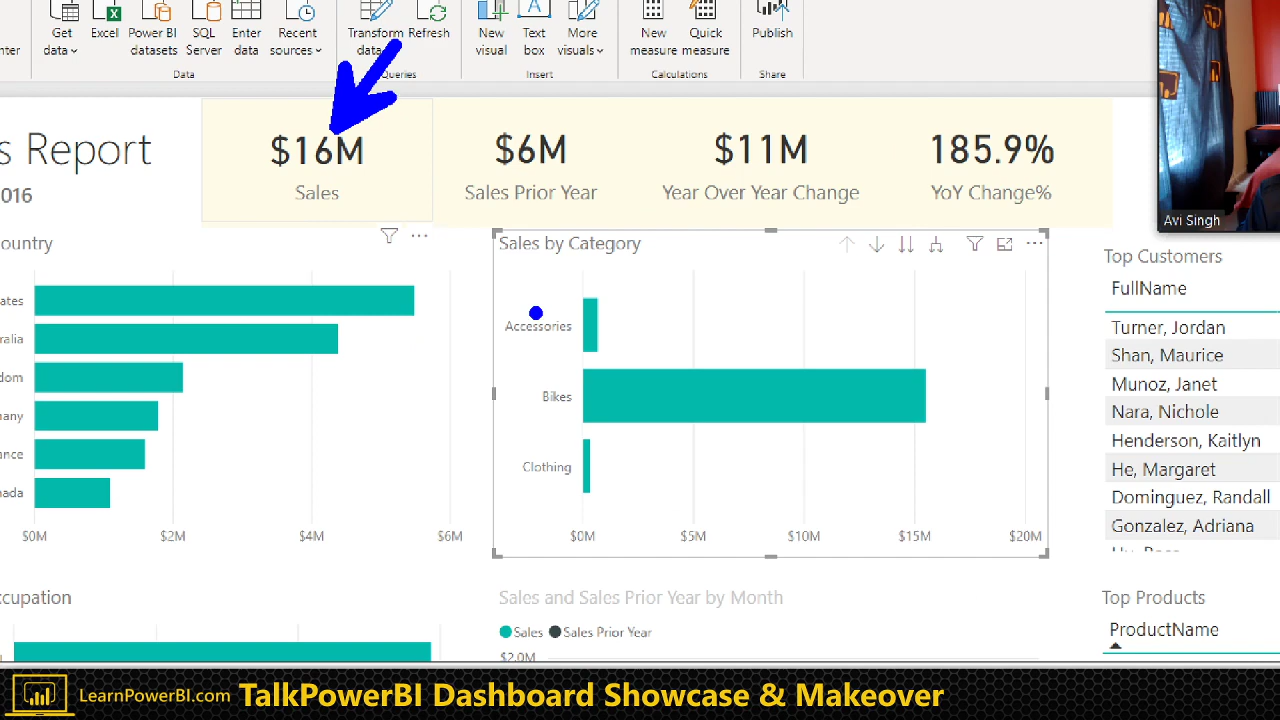 nter
Get
data
Excel
Power BI
datasets
SQL
Server
Enter
data
Recent
sources
Transform
data
Refresh
New
visual
Text
box
More
visuals
New
measure
Quick
measure
Publish
Data
Queries
Insert
Calculations
Share
s Report
016
$16M
Sales
$6M
Sales Prior Year
$11M
Year Over Year Change
185.9%
YoY Change%
Avi Singh
ountry
ates
ralia
dom
many
ance
nada
$0M $2M $4M $6M
Sales by Category
Accessories
Bikes
Clothing
$0M $5M $10M $15M $20M
Top Customers
FullName
Turner, Jordan
Shan, Maurice
Munoz, Janet
Nara, Nichole
Henderson, Kaitlyn
He, Margaret
Dominguez, Randall
Gonzalez, Adriana
ccupation
Sales and Sales Prior Year by Month
Sales Sales Prior Year
$2.0M
Top Products
ProductName
LearnPowerBI.com TalkPowerBI Dashboard Showcase & Makeover